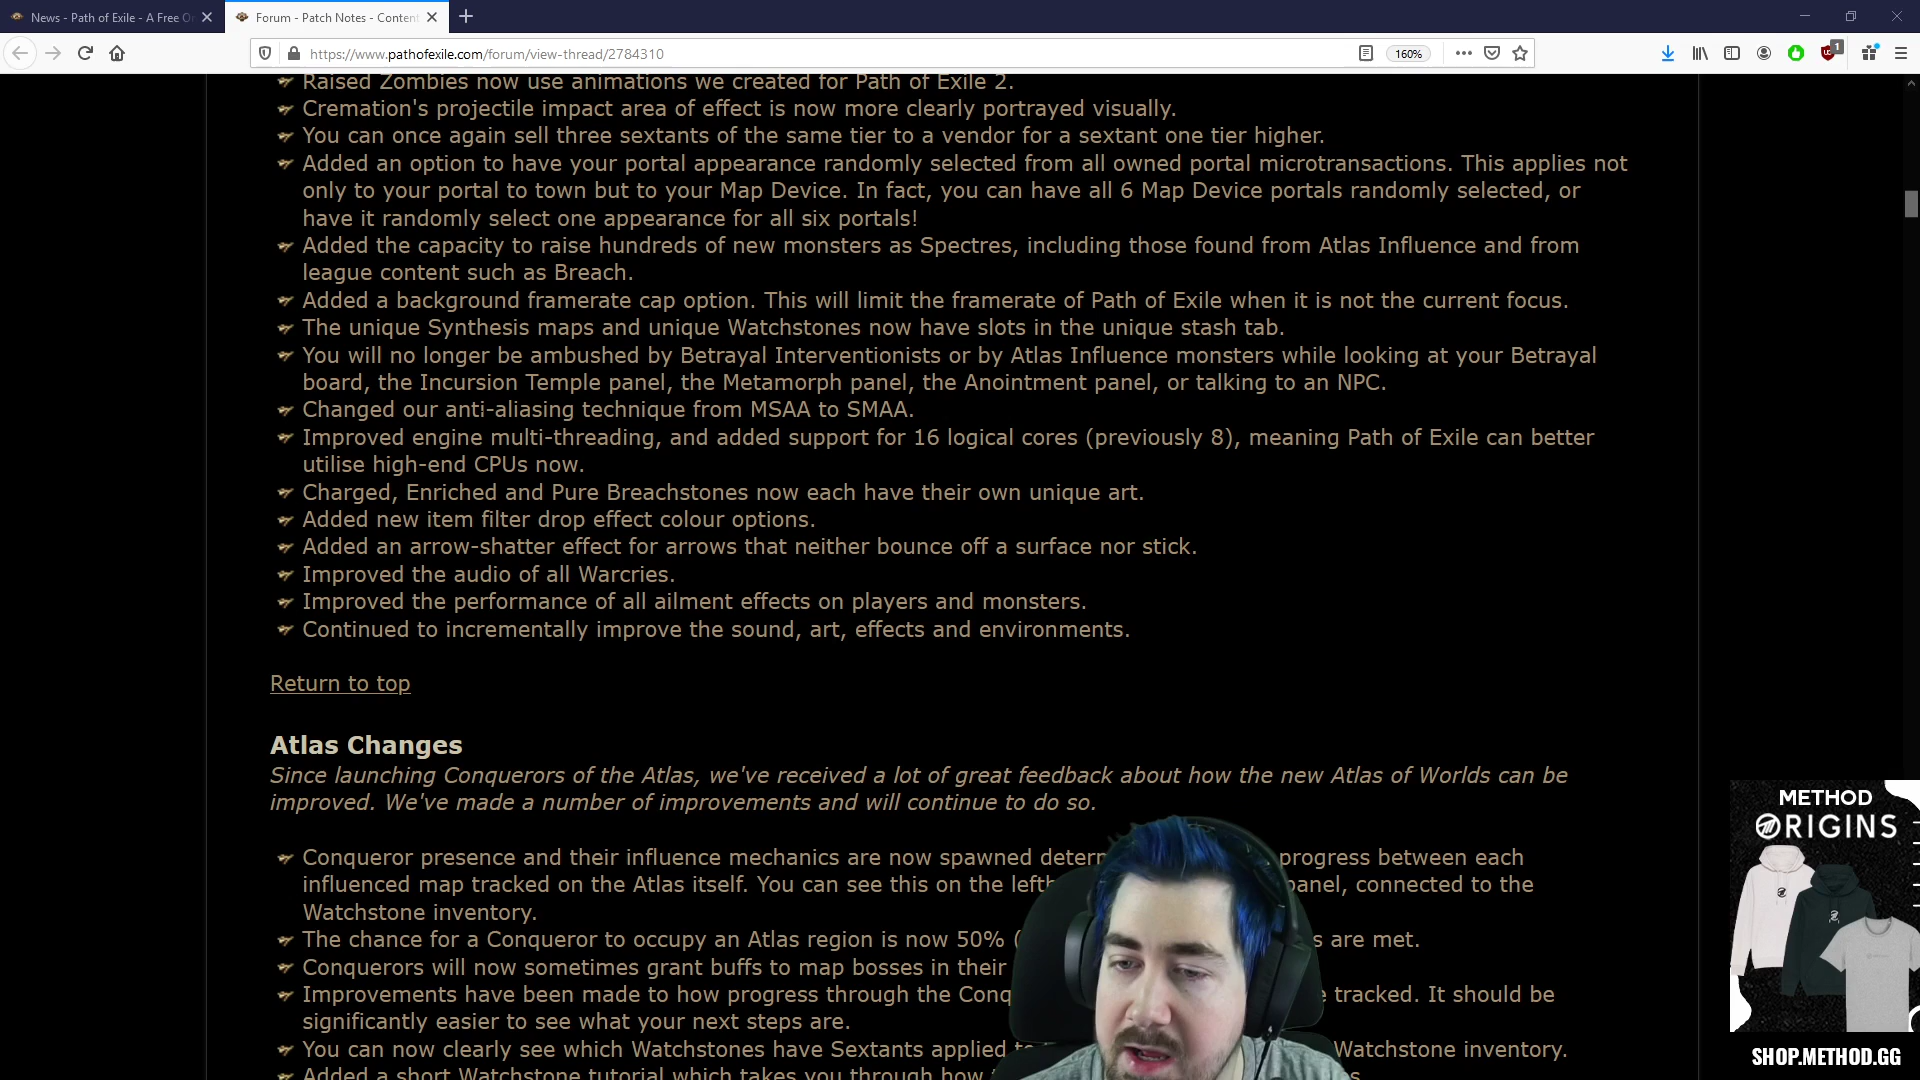 News - Path of Exile - A Free On
Forum - Patch Notes - Content
https://www.pathofexile.com/forum/view-thread/2784310
160%
1
Raised Zombies now use animations we created for Path of Exile 2.
Cremation's projectile impact area of effect is now more clearly portrayed visually.
You can once again sell three sextants of the same tier to a vendor for a sextant one tier higher.
Added an option to have your portal appearance randomly selected from all owned portal microtransactions. This applies not
only to your portal to town but to your Map Device. In fact, you can have all 6 Map Device portals randomly selected, or
have it randomly select one appearance for all six portals!
Added the capacity to raise hundreds of new monsters as Spectres, including those found from Atlas Influence and from
league content such as Breach.
Added a background framerate cap option. This will limit the framerate of Path of Exile when it is not the current focus.
The unique Synthesis maps and unique Watchstones now have slots in the unique stash tab.
You will no longer be ambushed by Betrayal Interventionists or by Atlas Influence monsters while looking at your Betrayal
board, the Incursion Temple panel, the Metamorph panel, the Anointment panel, or talking to an NPC.
Changed our anti-aliasing technique from MSAA to SMAA.
Improved engine multi-threading, and added support for 16 logical cores (previously 8), meaning Path of Exile can better
utilise high-end CPUs now.
Charged, Enriched and Pure Breachstones now each have their own unique art.
Added new item filter drop effect colour options.
Added an arrow-shatter effect for arrows that neither bounce off a surface nor stick.
Improved the audio of all Warcries.
Improved the performance of all ailment effects on players and monsters.
Continued to incrementally improve the sound, art, effects and environments.
Return to top
Atlas Changes
Since launching Conquerors of the Atlas, we've received a lot of great feedback about how the new Atlas of Worlds can be
improved. We've made a number of improvements and will continue to do so.
Conqueror presence and their influence mechanics are now spawned determ progress between each
influenced map tracked on the Atlas itself. You can see this on the lefth panel, connected to the
Watchstone inventory.
The chance for a Conqueror to occupy an Atlas region is now 50% ( s are met.
Conquerors will now sometimes grant buffs to map bosses in their
Improvements have been made to how progress through the Conq tracked. It should be
significantly easier to see what your next steps are.
You can now clearly see which Watchstones have Sextants applied Watchstone inventory.
Added a short Watchstone tutorial which takes you through how
METHOD
ORIGINS
SHOP.METHOD.GG